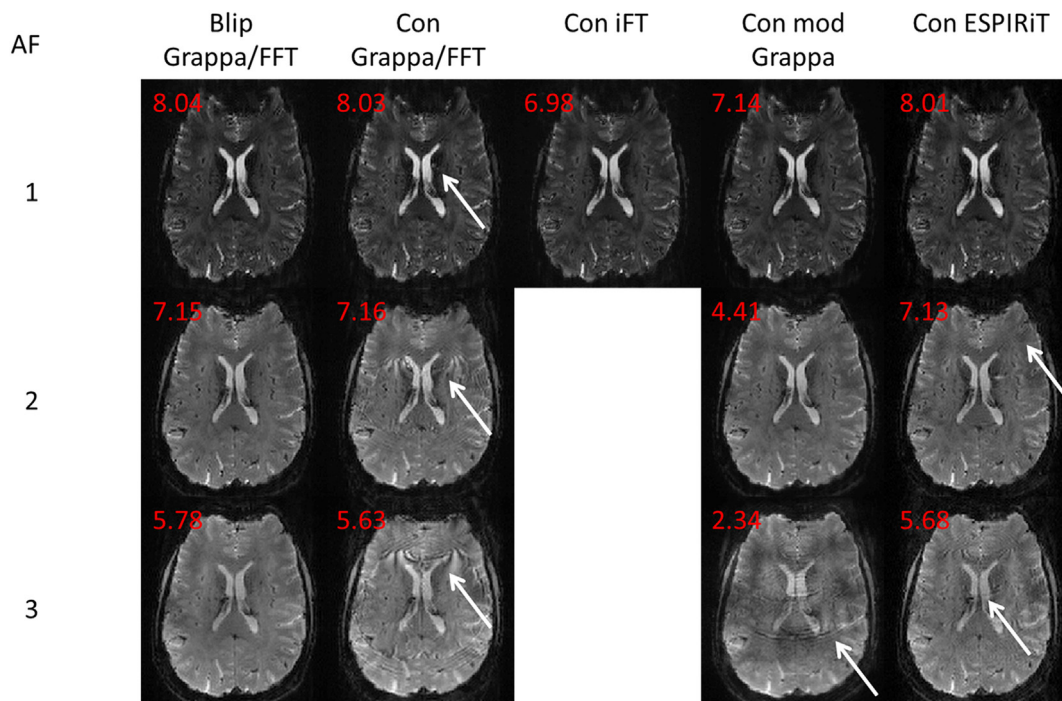 AF
Blip
Grappa/FFT
Con
Grappa/FFT
Con iFT
Con mod
Grappa
Con ESPIRiT
1
8.04
8.03
6.98
7.14
8.01
2
7.15
7.16
4.41
7.13
3
5.78
5.63
2.34
5.68